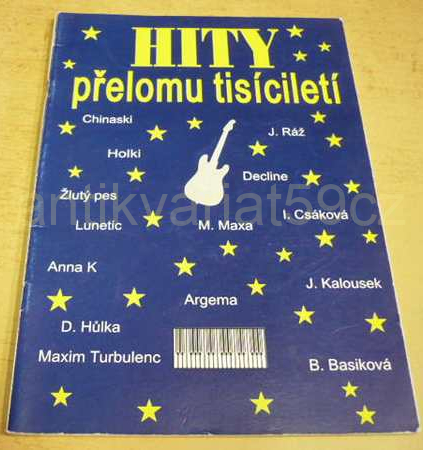 HITY
přelomu tisíciletí
Chinaski
J. Ráž
Holki
Decline
Žlutý pes
antikvariat59cz
I. Csáková
Lunetic
M. Maxa
Anna K
J. Kalousek
Argema
D. Hůlka
Maxim Turbulenc
B. Basiková